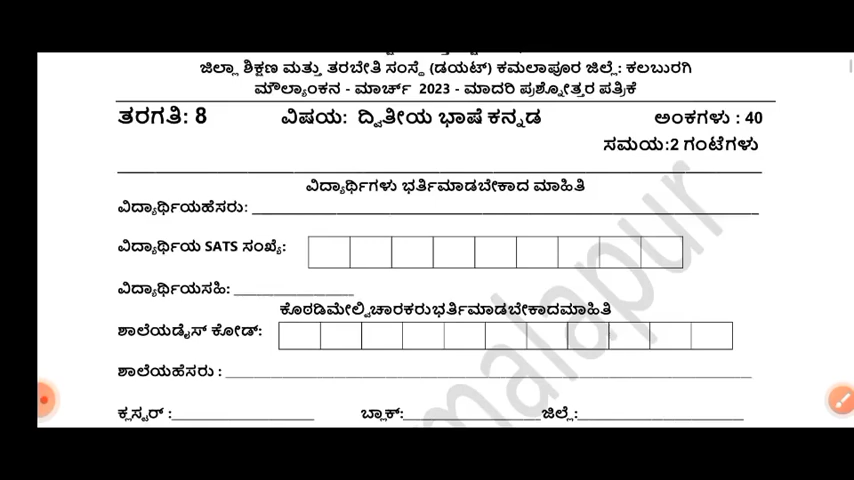 ಜಿಲ್ಲಾ ಶಿಕ್ಷಣ ಮತ್ತು ತರಬೇತಿ ಸಂಸ್ಥೆ (ಡಯಟ್) ಕಮಲಾಪೂರ ಜಿಲ್ಲೆ: ಕಲಬುರಗಿ
ಮೌಲ್ಯಾಂಕನ - ಮಾರ್ಚ್ 2023 - ಮಾದರಿ ಪ್ರಶ್ನೋತ್ತರ ಪತ್ರಿಕೆ
ತರಗತಿ: 8 ವಿಷಯ: ದ್ವಿತೀಯ ಭಾಷೆ ಕನ್ನಡ ಅಂಕಗಳು : 40
ಸಮಯ:2 ಗಂಟೆಗಳು
ವಿದ್ಯಾರ್ಥಿಗಳು ಭರ್ತಿಮಾಡಬೇಕಾದ ಮಾಹಿತಿ
ವಿದ್ಯಾರ್ಥಿಯಹೆಸರು:
ವಿದ್ಯಾರ್ಥಿಯ SATS ಸಂಖ್ಯೆ:
ವಿದ್ಯಾರ್ಥಿಯಸಹಿ:
ಕೊಠಡಿಮೇಲ್ವಿಚಾರಕರುಭರ್ತಿಮಾಡಬೇಕಾದಮಾಹಿತಿ
ಶಾಲೆಯಡೈಸ್ ಕೋಡ್:
ಶಾಲೆಯಹೆಸರು :
ಕ್ಲಸ್ಟರ್ : ಬ್ಲಾಕ್: ಜಿಲ್ಲೆ:
malapur